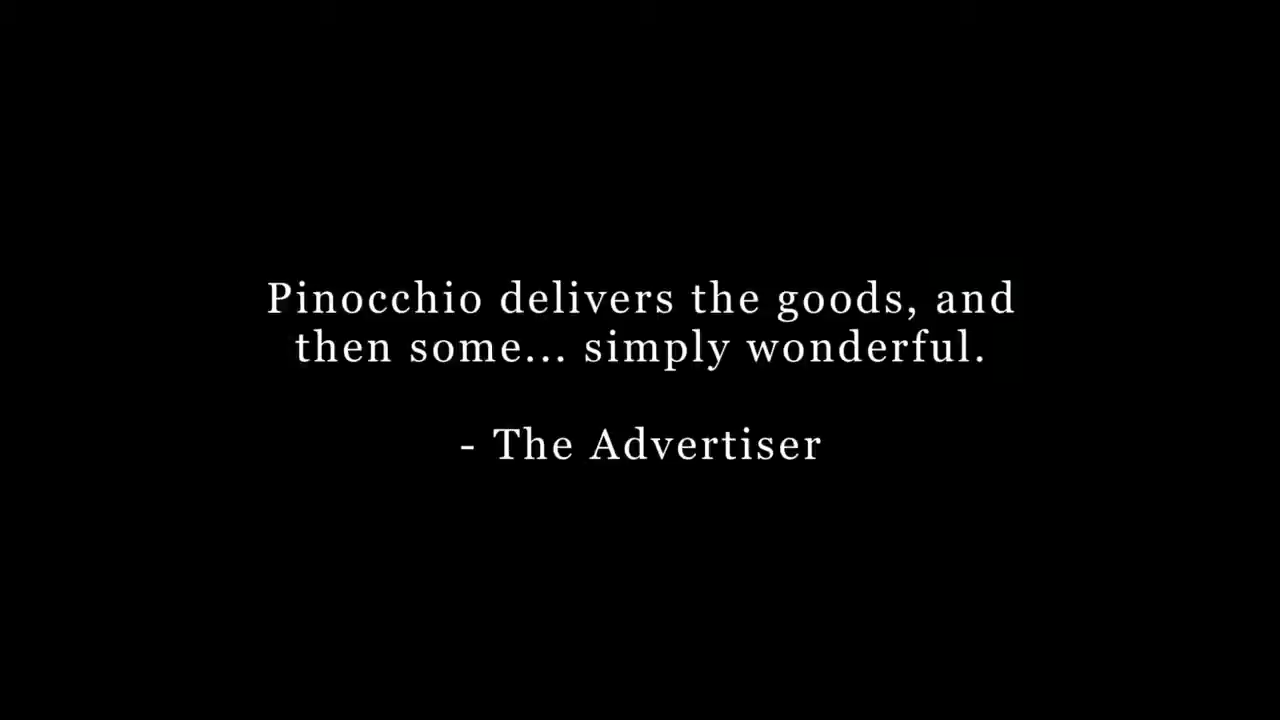 Pinocchio delivers the goods, and
then some... simply wonderful.
- The Advertiser